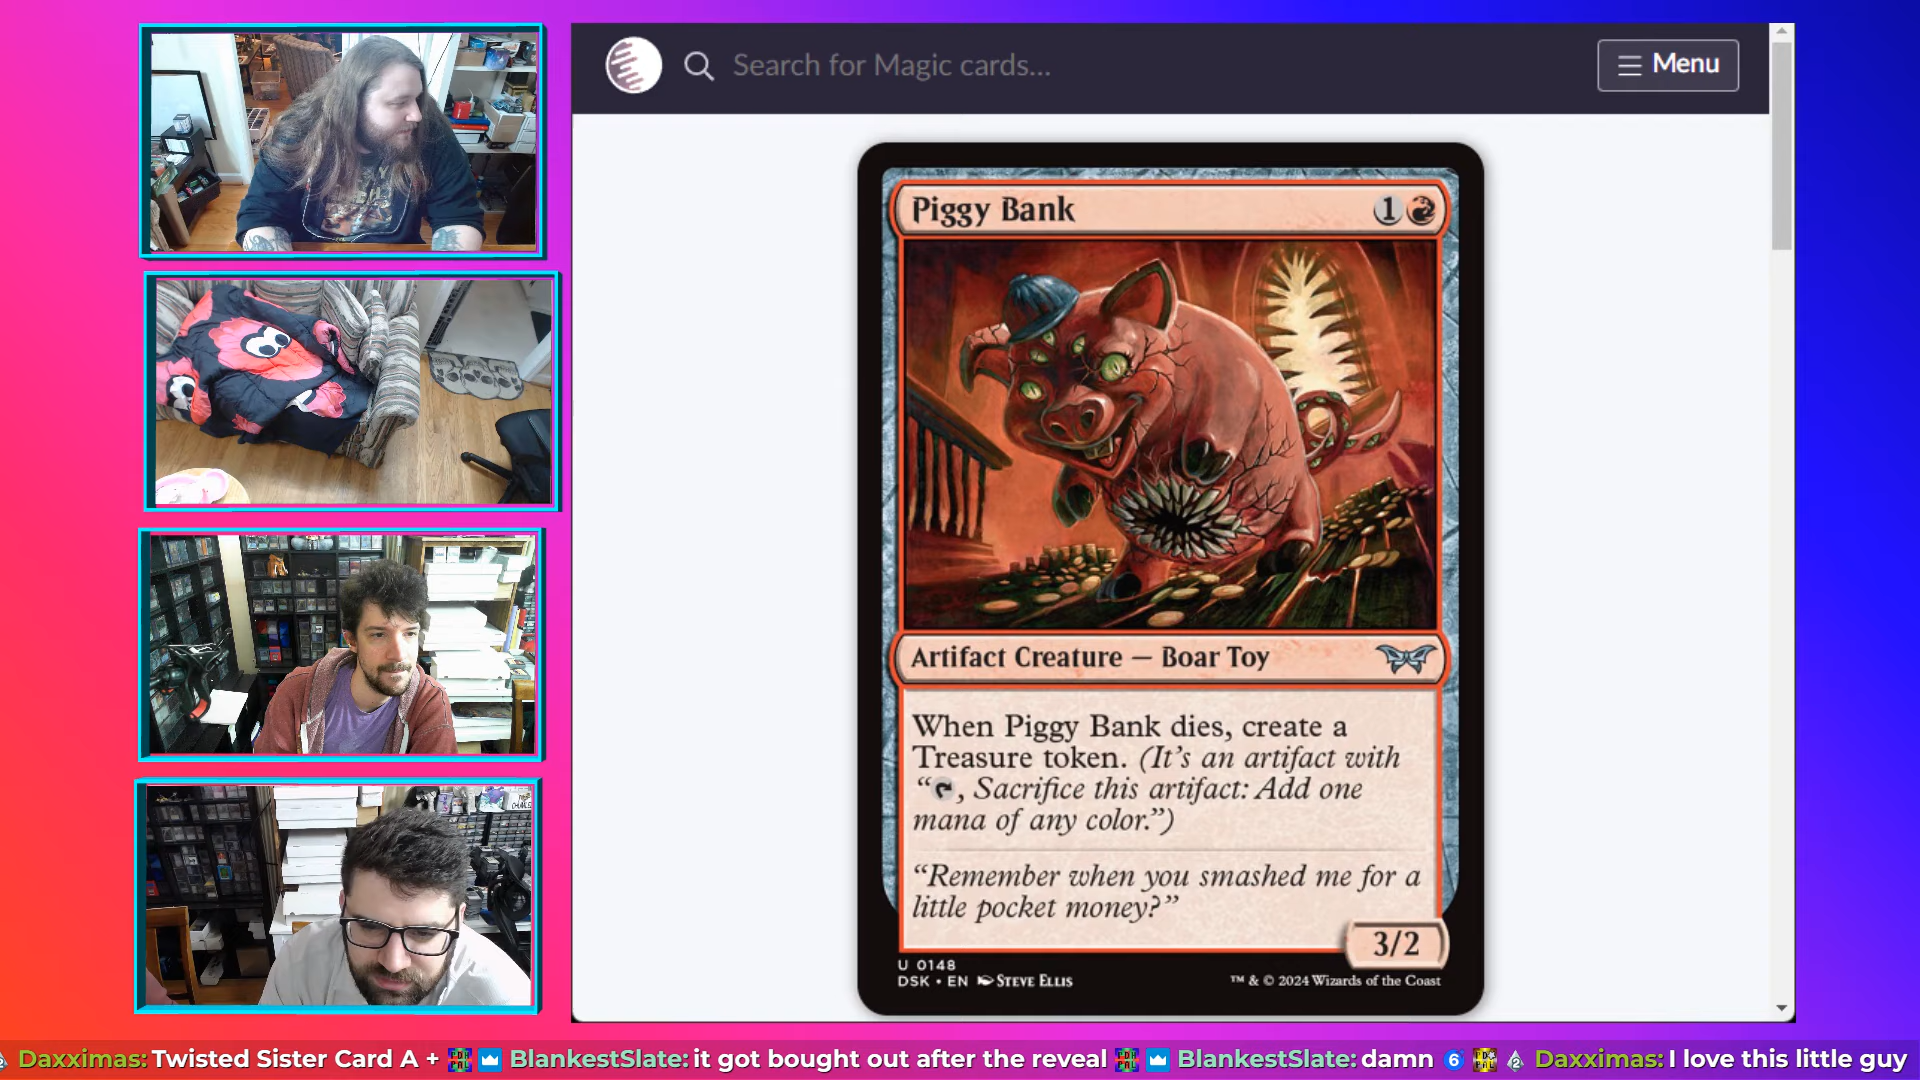 Search for Magic cards...
Menu
Piggy Bank
1
Artifact Creature — Boar Toy
When Piggy Bank dies, create a
Treasure token. (It's an artifact with
“, Sacrifice this artifact: Add one
mana of any color.”)
“Remember when you smashed me for a
little pocket money?”
3/2
U 0148
DSK • EN STEVE ELLIS
™ & © 2024 Wizards of the Coast
Daxximas: Twisted Sister Card A + BlankestSlate: it got bought out after the reveal BlankestSlate: damn 6 Daxximas: I love this little guy